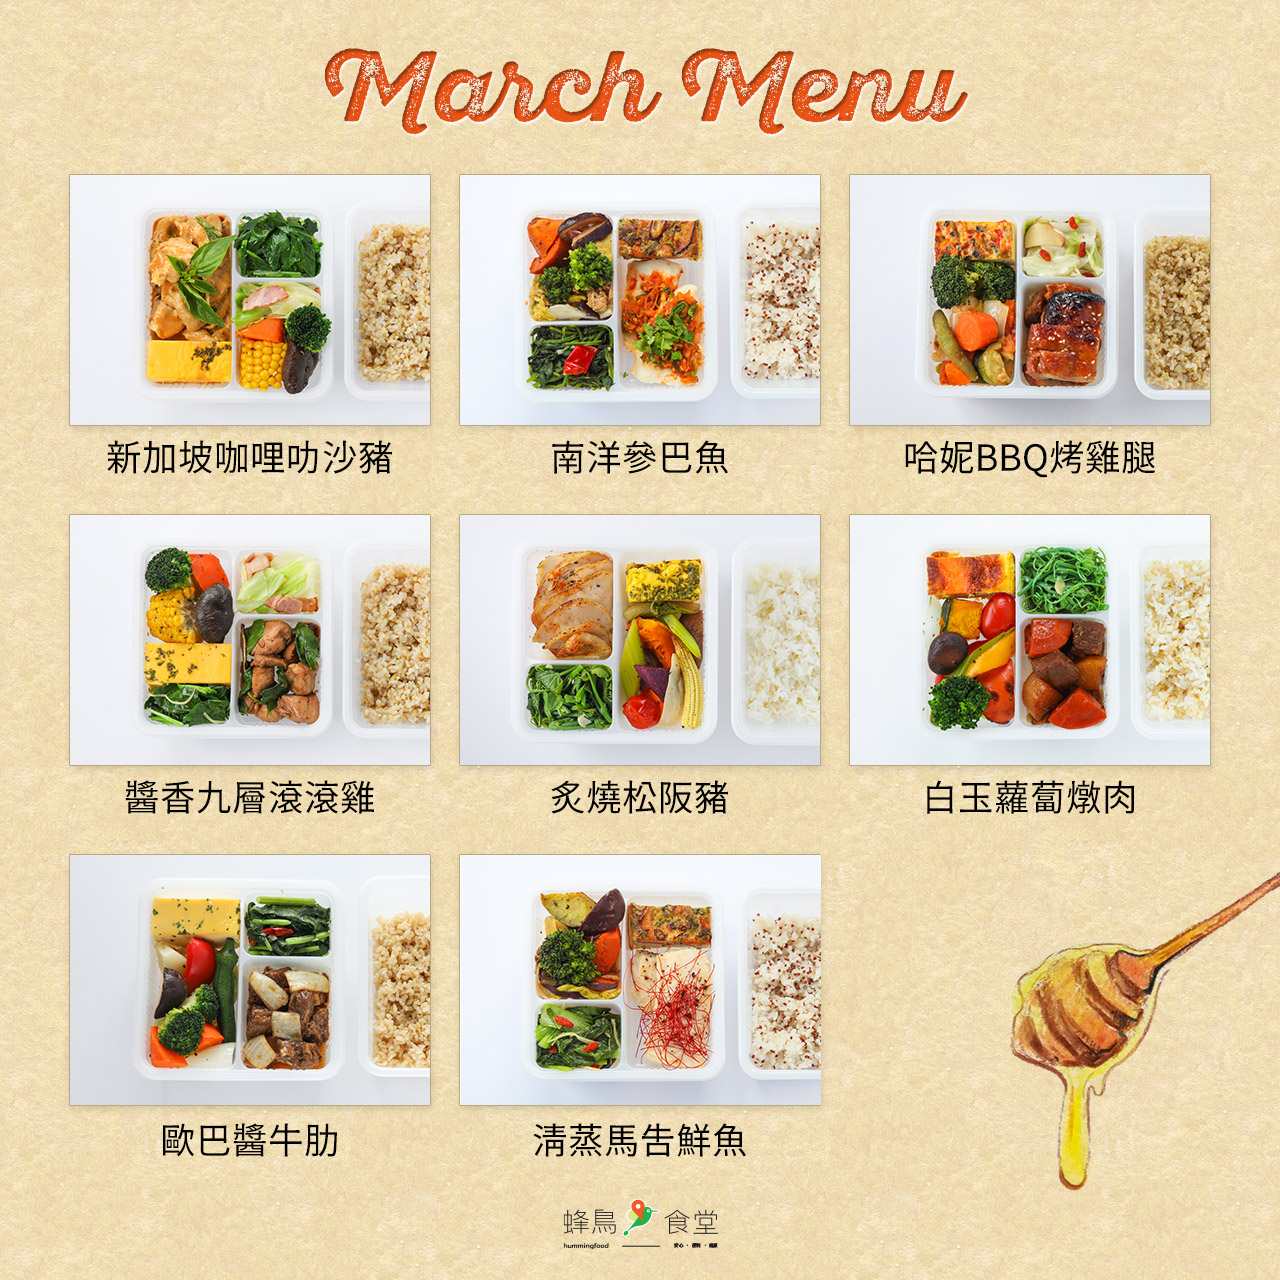 March Menu
新加坡咖哩叻沙豬
南洋參巴魚
哈妮BBQ烤雞腿
醬香九層滾滾雞
炙燒松阪豬
白玉蘿蔔燉肉
歐巴醬牛肋
清蒸馬告鮮魚
蜂鳥食堂
hummingfood